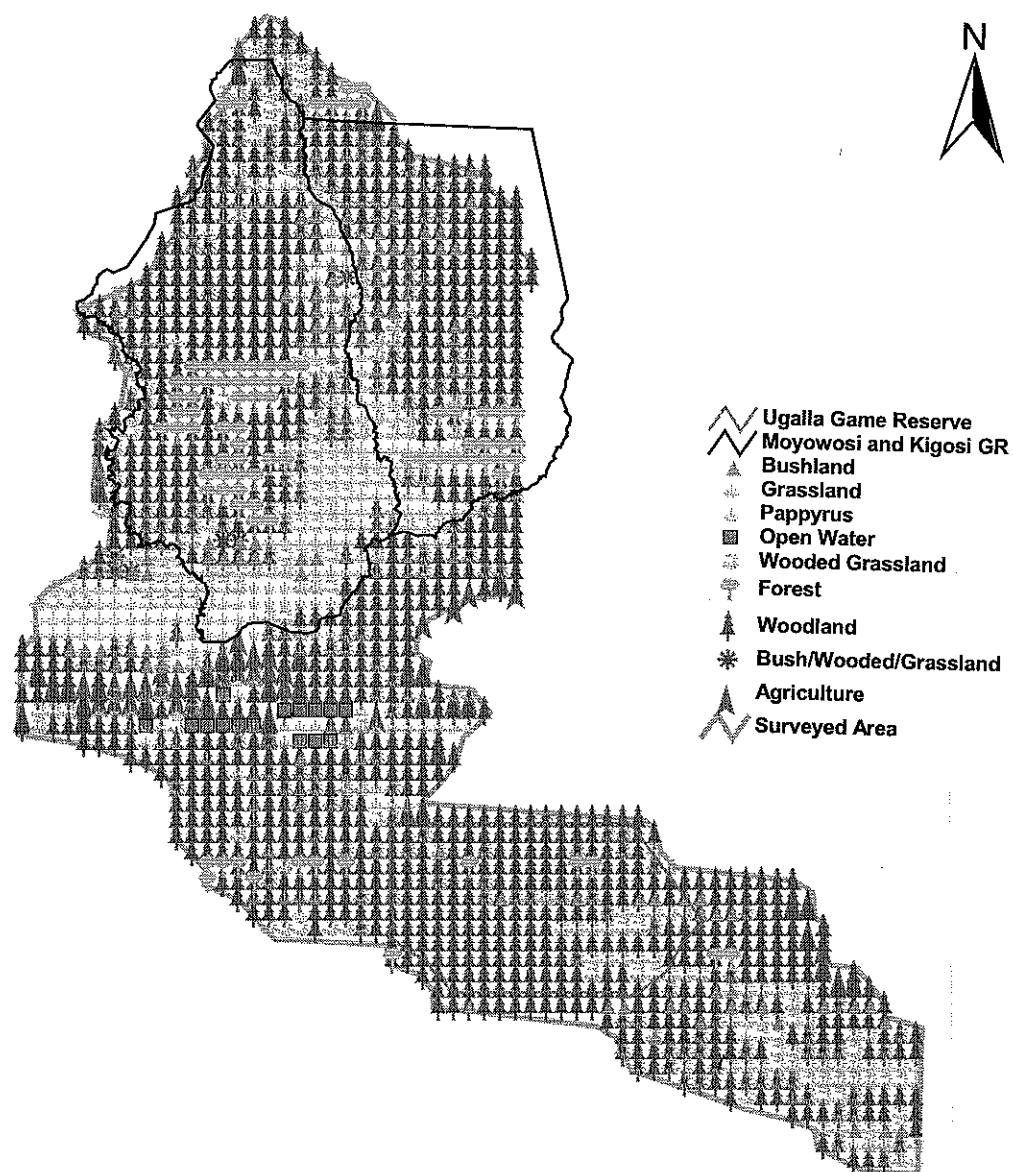 N
Ugalla Game Reserve
Moyowosi and Kigosi GR
Bushland
Grassland
Pappyrus
Open Water
Wooded Grassland
Forest
Woodland
Bush/Wooded/Grassland
Agriculture
Surveyed Area